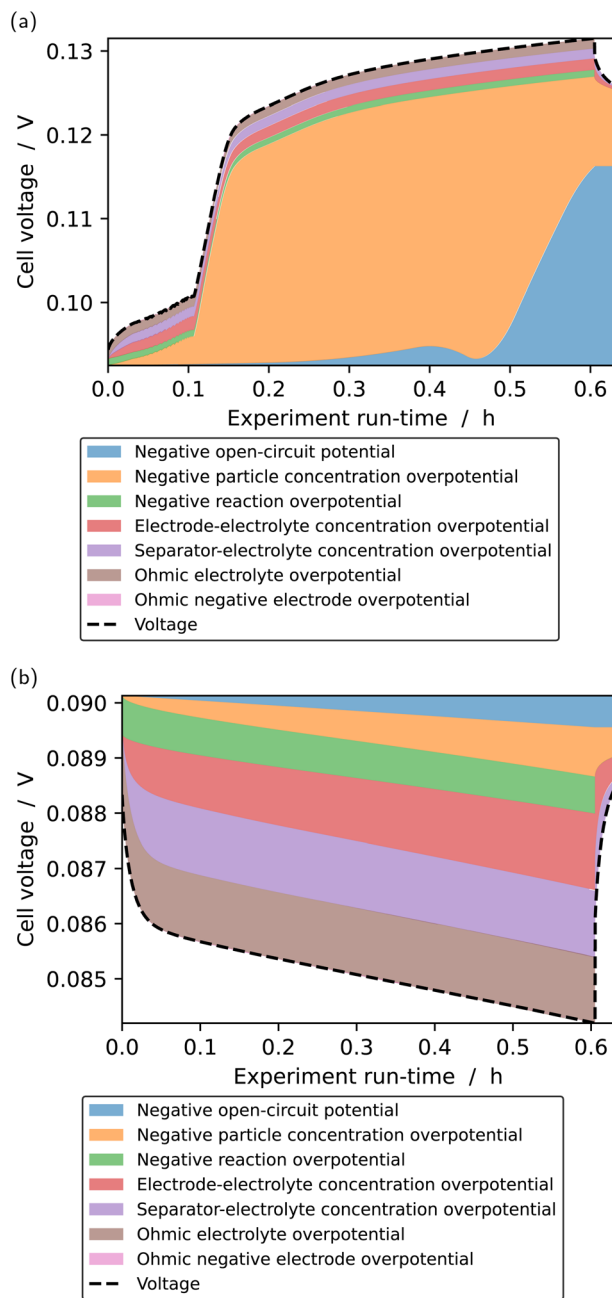 (a)
0.13
0.12
0.11
0.10
Cell voltage / V
0.0 0.1 0.2 0.3 0.4 0.5 0.6
Experiment run-time / h
Negative open-circuit potential
Negative particle concentration overpotential
Negative reaction overpotential
Electrode-electrolyte concentration overpotential
Separator-electrolyte concentration overpotential
Ohmic electrolyte overpotential
Ohmic negative electrode overpotential
Voltage
(b)
0.090
0.089
0.088
0.087
0.086
0.085
Cell voltage / V
0.0 0.1 0.2 0.3 0.4 0.5 0.6
Experiment run-time / h
Negative open-circuit potential
Negative particle concentration overpotential
Negative reaction overpotential
Electrode-electrolyte concentration overpotential
Separator-electrolyte concentration overpotential
Ohmic electrolyte overpotential
Ohmic negative electrode overpotential
Voltage